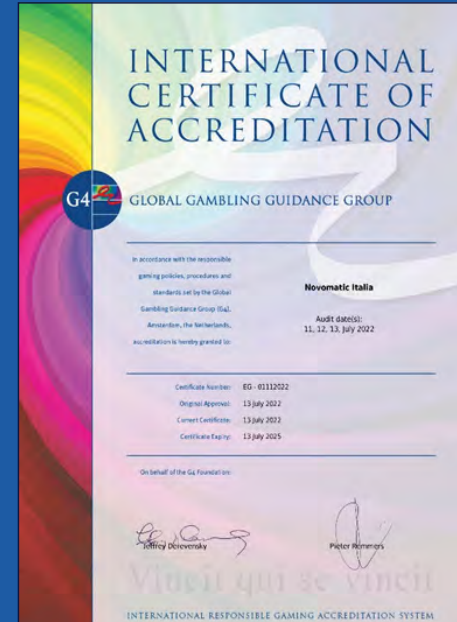 INTERNATIONAL
CERTIFICATE OF
ACCREDITATION
G4
GLOBAL GAMBLING GUIDANCE GROUP
In accordance with the responsible
gaming policies, procedures and
standards set by the Global
Gambling Guidance Group (G4),
Amsterdam, the Netherlands,
accreditation is hereby granted to:
Novomatic Italia
Audit date(s):
11, 12, 13, July 2022
Certificate Number: EG - 01112022
Original Approval: 13 July 2022
Current Certificate: 13 July 2022
Certificate Expiry: 13 July 2025
On behalf of the G4 Foundation:
Jeffrey Derevensky
Pieter Remmers
Vincit qui se vincit
INTERNATIONAL RESPONSIBLE GAMING ACCREDITATION SYSTEM